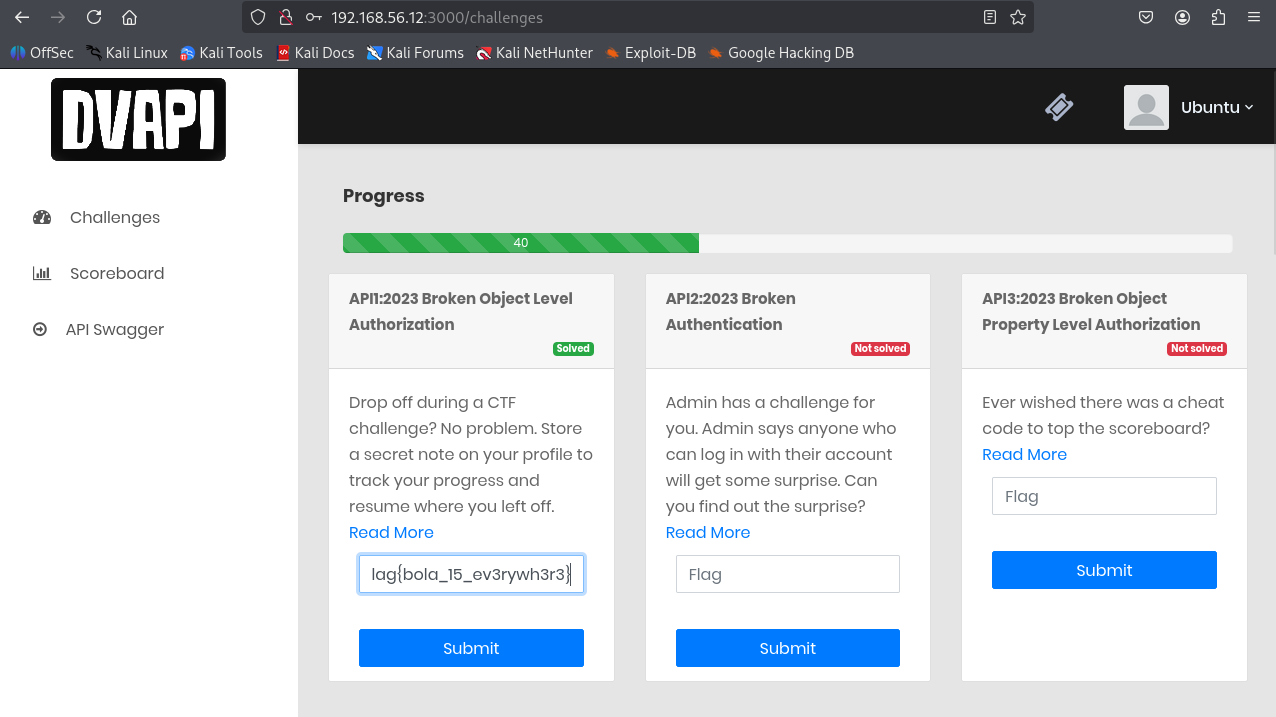 192.168.56.12:3000/challenges
OffSec Kali Linux Kali Tools Kali Docs Kali Forums Kali NetHunter Exploit-DB Google Hacking DB
DVAPI
Ubuntu
Challenges
Scoreboard
API Swagger
Progress
40
API1:2023 Broken Object Level
Authorization
Solved
Drop off during a CTF
challenge? No problem. Store
a secret note on your profile to
track your progress and
resume where you left off.
Read More
lag{bola_15_ev3rywh3r3}
Submit
API2:2023 Broken
Authentication
Not solved
Admin has a challenge for
you. Admin says anyone who
can log in with their account
will get some surprise. Can
you find out the surprise?
Read More
Flag
Submit
API3:2023 Broken Object
Property Level Authorization
Not solved
Ever wished there was a cheat
code to top the scoreboard?
Read More
Flag
Submit